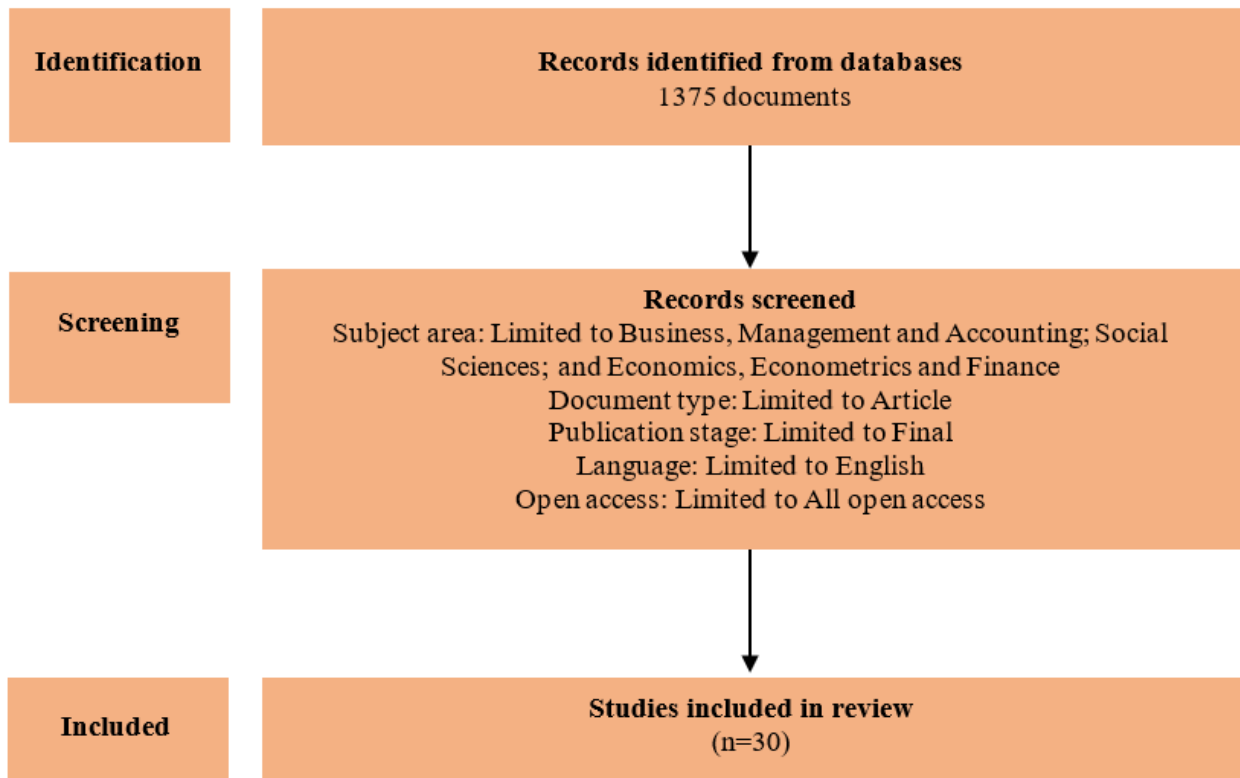 Identification
Records identified from databases
1375 documents
Screening
Records screened
Subject area: Limited to Business, Management and Accounting; Social
Sciences; and Economics, Econometrics and Finance
Document type: Limited to Article
Publication stage: Limited to Final
Language: Limited to English
Open access: Limited to All open access
Included
Studies included in review
(n=30)